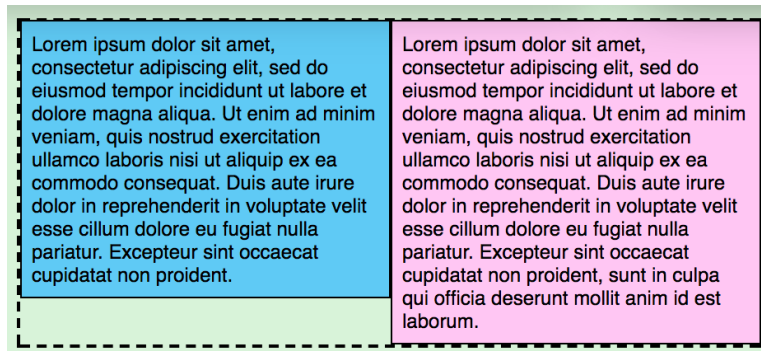 Lorem ipsum dolor sit amet,
consectetur adipiscing elit, sed do
eiusmod tempor incididunt ut labore et
dolore magna aliqua. Ut enim ad minim
veniam, quis nostrud exercitation
ullamco laboris nisi ut aliquip ex ea
commodo consequat. Duis aute irure
dolor in reprehenderit in voluptate velit
esse cillum dolore eu fugiat nulla
pariatur. Excepteur sint occaecat
cupidatat non proident.
Lorem ipsum dolor sit amet,
consectetur adipiscing elit, sed do
eiusmod tempor incididunt ut labore et
dolore magna aliqua. Ut enim ad minim
veniam, quis nostrud exercitation
ullamco laboris nisi ut aliquip ex ea
commodo consequat. Duis aute irure
dolor in reprehenderit in voluptate velit
esse cillum dolore eu fugiat nulla
pariatur. Excepteur sint occaecat
cupidatat non proident, sunt in culpa
qui officia deserunt mollit anim id est
laborum.